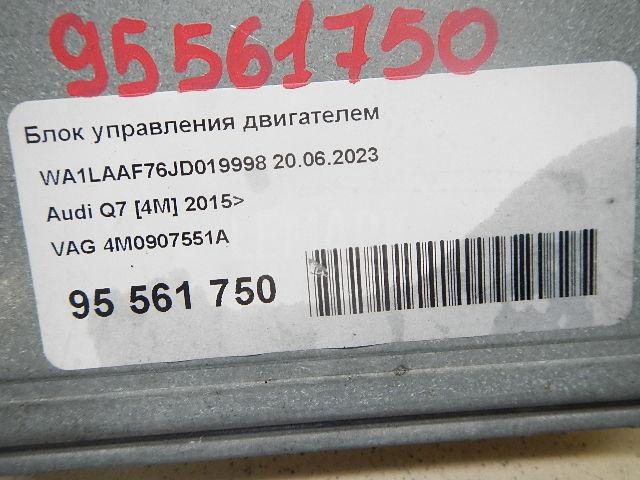 95561750
Блок управления двигателем
WA1LAAF76JD019998 20.06.2023
Audi Q7 [4M] 2015>
VAG 4M0907551A
95 561 750